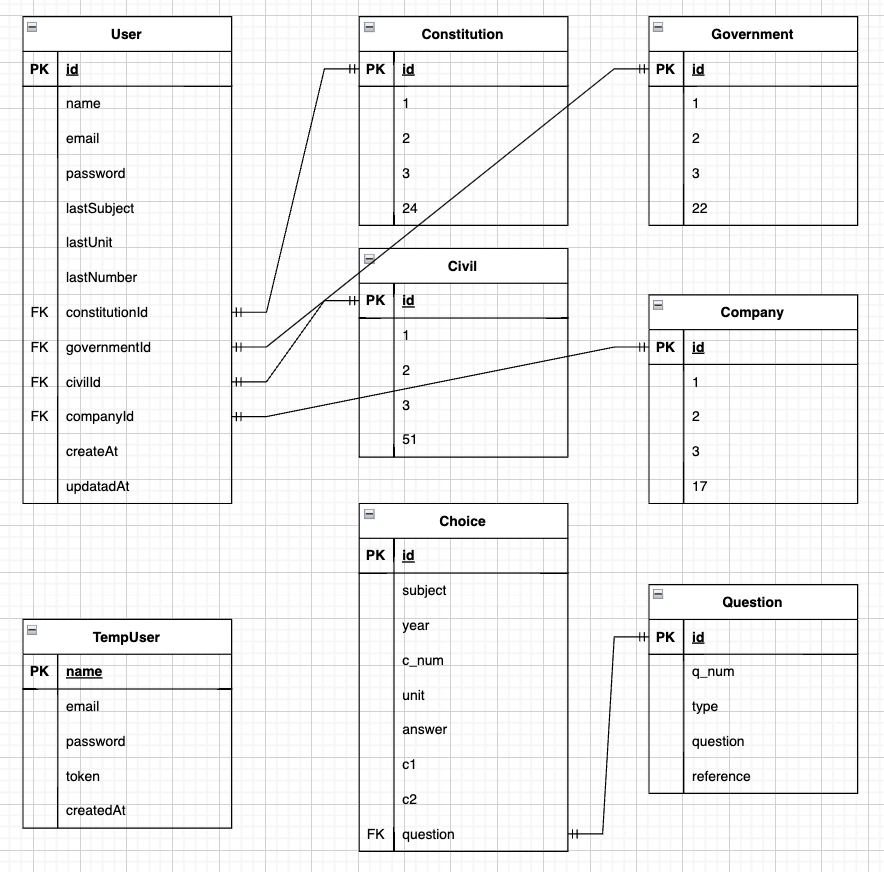 User
PK id
name
email
password
lastSubject
lastUnit
lastNumber
FK constitutionId
FK governmentId
FK civilId
FK companyId
createAt
updatadAt
Constitution
PK id
1
2
3
24
Government
PK id
1
2
3
22
Civil
PK id
1
2
3
51
Company
PK id
1
2
3
17
TempUser
PK name
email
password
token
createdAt
Choice
PK id
subject
year
c_num
unit
answer
c1
c2
FK question
Question
PK id
q_num
type
question
reference